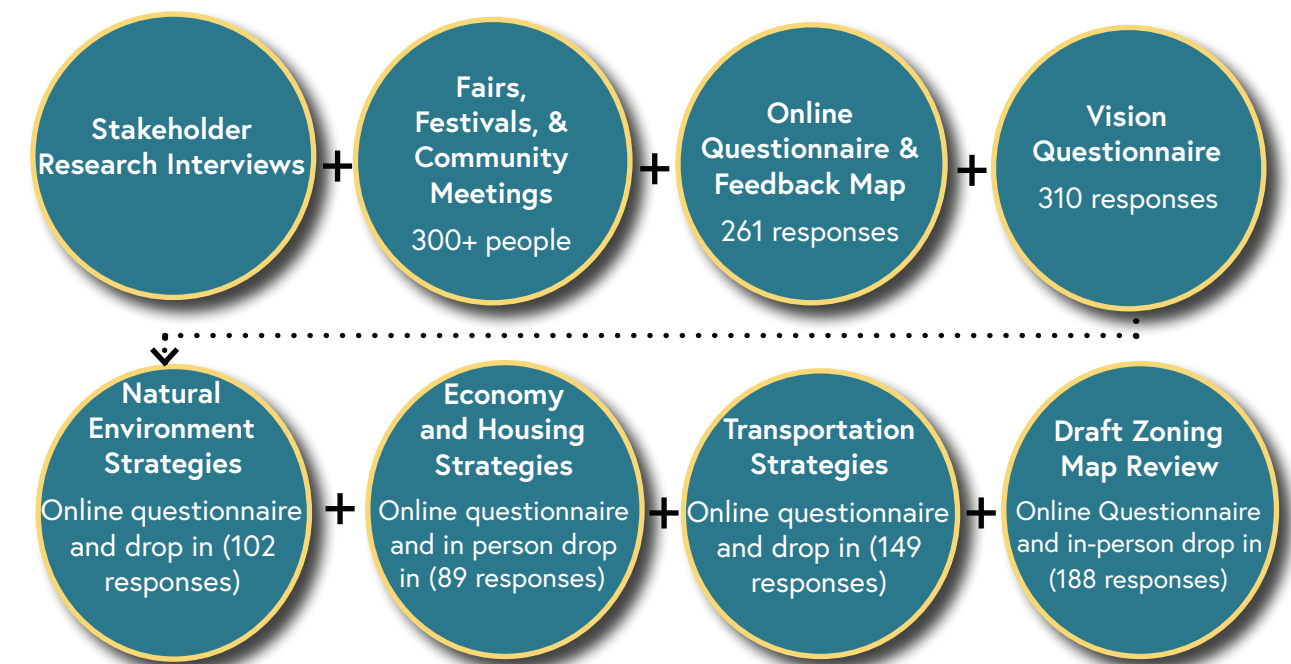 Stakeholder
Research Interviews
+
Fairs,
Festivals, &
Community
Meetings
300+ people
+
Online
Questionnaire &
Feedback Map
261 responses
+
Vision
Questionnaire
310 responses
Natural
Environment
Strategies
Online questionnaire
and drop in (102
responses)
+
Economy
and Housing
Strategies
Online questionnaire
and in person drop
in (89 responses)
+
Transportation
Strategies
Online questionnaire
and drop in (149
responses)
+
Draft Zoning
Map Review
Online Questionnaire
and in-person drop in
(188 responses)